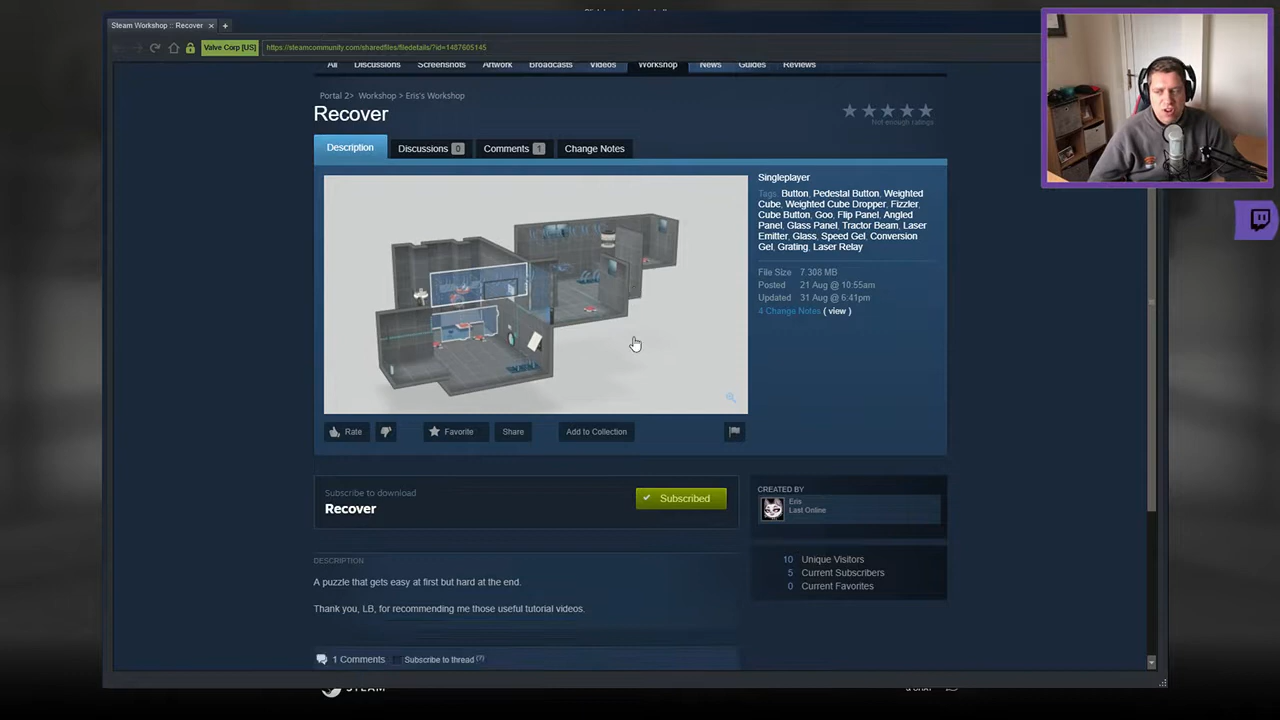 Steam Workshop :: Recover
Valve Corp [US]
https://steamcommunity.com/sharedfiles/filedetails/?id=1487605145
All Discussions Screenshots Artwork Broadcasts Videos Workshop News Guides Reviews
Portal 2> Workshop > Eris's Workshop
Recover
Not enough ratings
Description Discussions 0 Comments 1 Change Notes
Singleplayer
Tags: Button, Pedestal Button, Weighted
Cube, Weighted Cube Dropper, Fizzler,
Cube Button, Goo, Flip Panel, Angled
Panel, Glass Panel, Tractor Beam, Laser
Emitter, Glass, Speed Gel, Conversion
Gel, Grating, Laser Relay
File Size 7.308 MB
Posted 21 Aug @ 10:55am
Updated 31 Aug @ 6:41pm
4 Change Notes ( view )
Rate Favorite Share Add to Collection
Subscribe to download
Recover
Subscribed
CREATED BY
Eris
Last Online
10 Unique Visitors
5 Current Subscribers
0 Current Favorites
DESCRIPTION
A puzzle that gets easy at first but hard at the end.
Thank you, LB, for recommending me those useful tutorial videos.
1 Comments Subscribe to thread (?)
STEAM